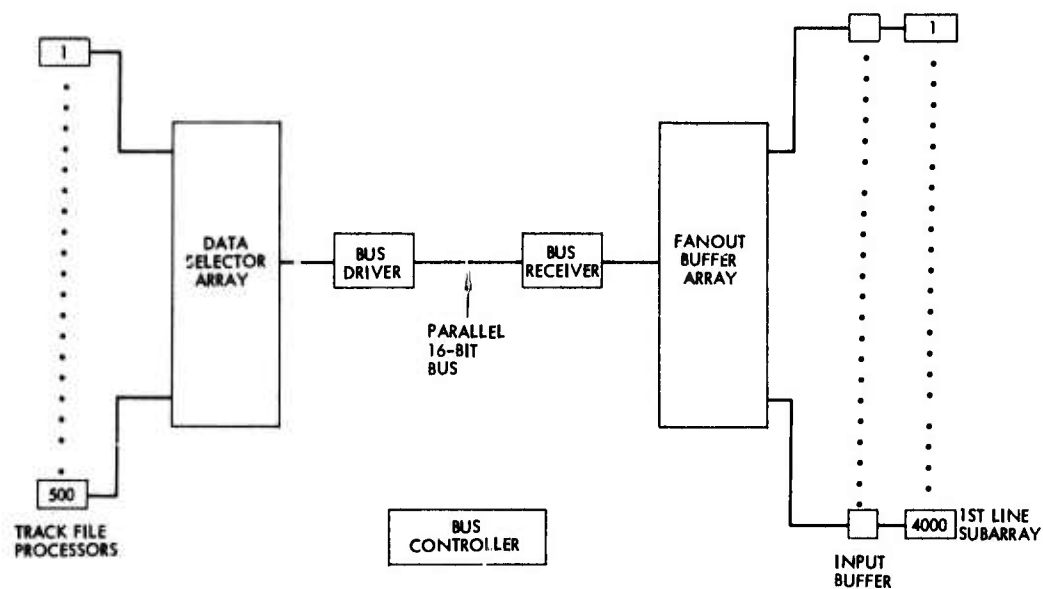 1
1
DATA
SELECTOR
ARRAY
BUS
DRIVER
BUS
RECEIVER
FANOUT
BUFFER
ARRAY
PARALLEL
16-BIT
BUS
500
TRACK FILE
PROCESSORS
BUS
CONTROLLER
4000
1ST LINE
SUBARRAY
INPUT
BUFFER